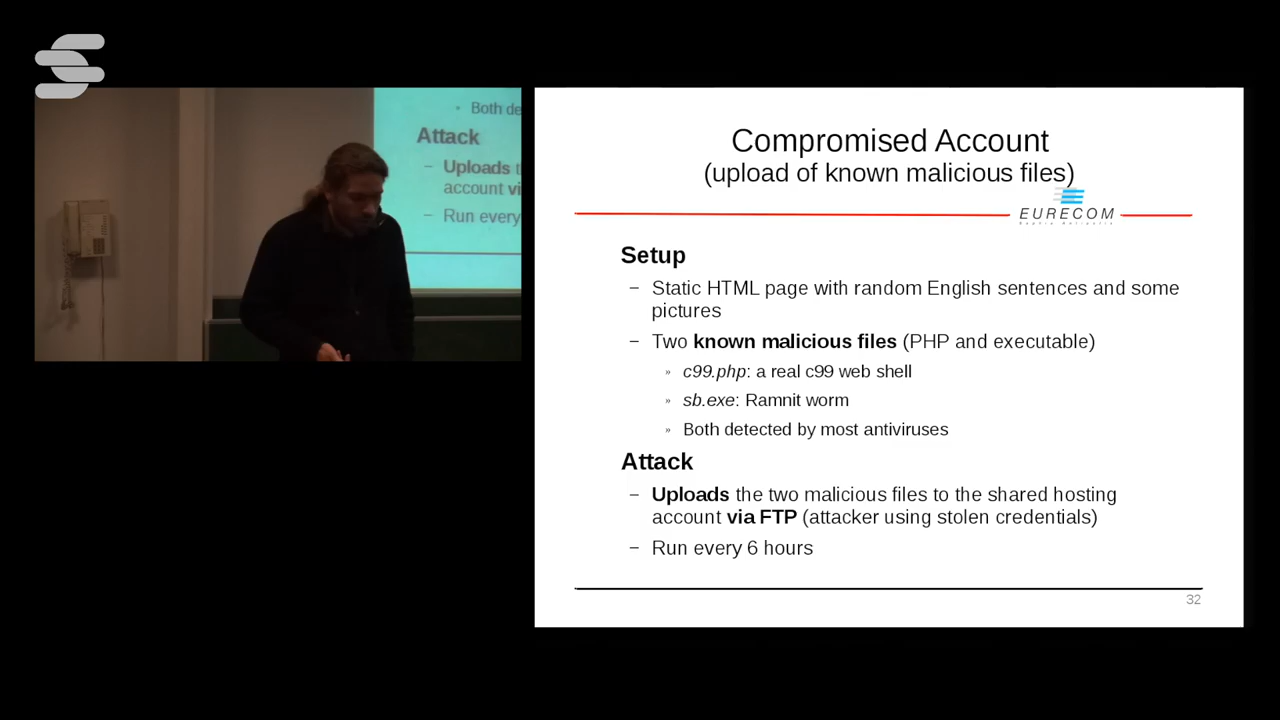 Both de
Attack
– Uploads t
account vi
– Run every
Compromised Account
(upload of known malicious files)
EURECOM
Setup
– Static HTML page with random English sentences and some
pictures
– Two known malicious files (PHP and executable)
» c99.php: a real c99 web shell
» sb.exe: Ramnit worm
» Both detected by most antiviruses
Attack
– Uploads the two malicious files to the shared hosting
account via FTP (attacker using stolen credentials)
– Run every 6 hours
32